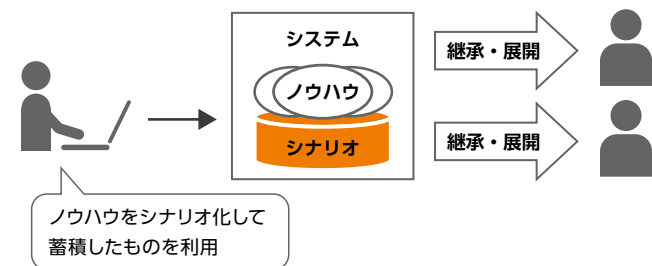 システム
ノウハウ
シナリオ
継承・展開
継承・展開
ノウハウをシナリオ化して
蓄積したものを利用